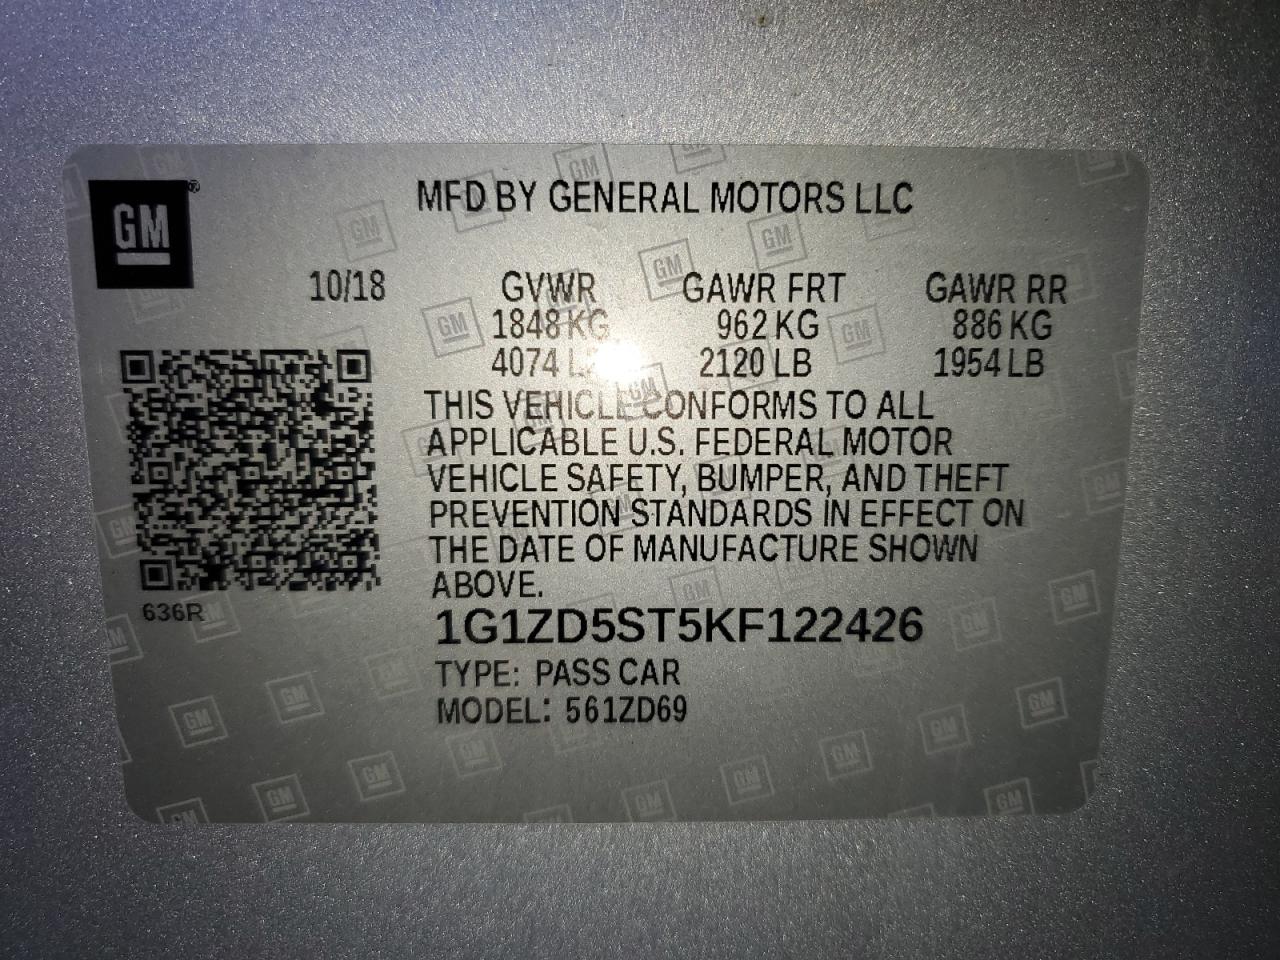 GM
MFD BY GENERAL MOTORS LLC
10/18 GVWR GAWR FRT GAWR RR
1848 KG 962 KG 886 KG
4074 2120 LB 1954 LB
THIS VEHICLE CONFORMS TO ALL
APPLICABLE U.S. FEDERAL MOTOR
VEHICLE SAFETY, BUMPER, AND THEFT
PREVENTION STANDARDS IN EFFECT ON
THE DATE OF MANUFACTURE SHOWN
ABOVE.
636R
1G1ZD5ST5KF122426
TYPE: PASS CAR
MODEL: 561ZD69